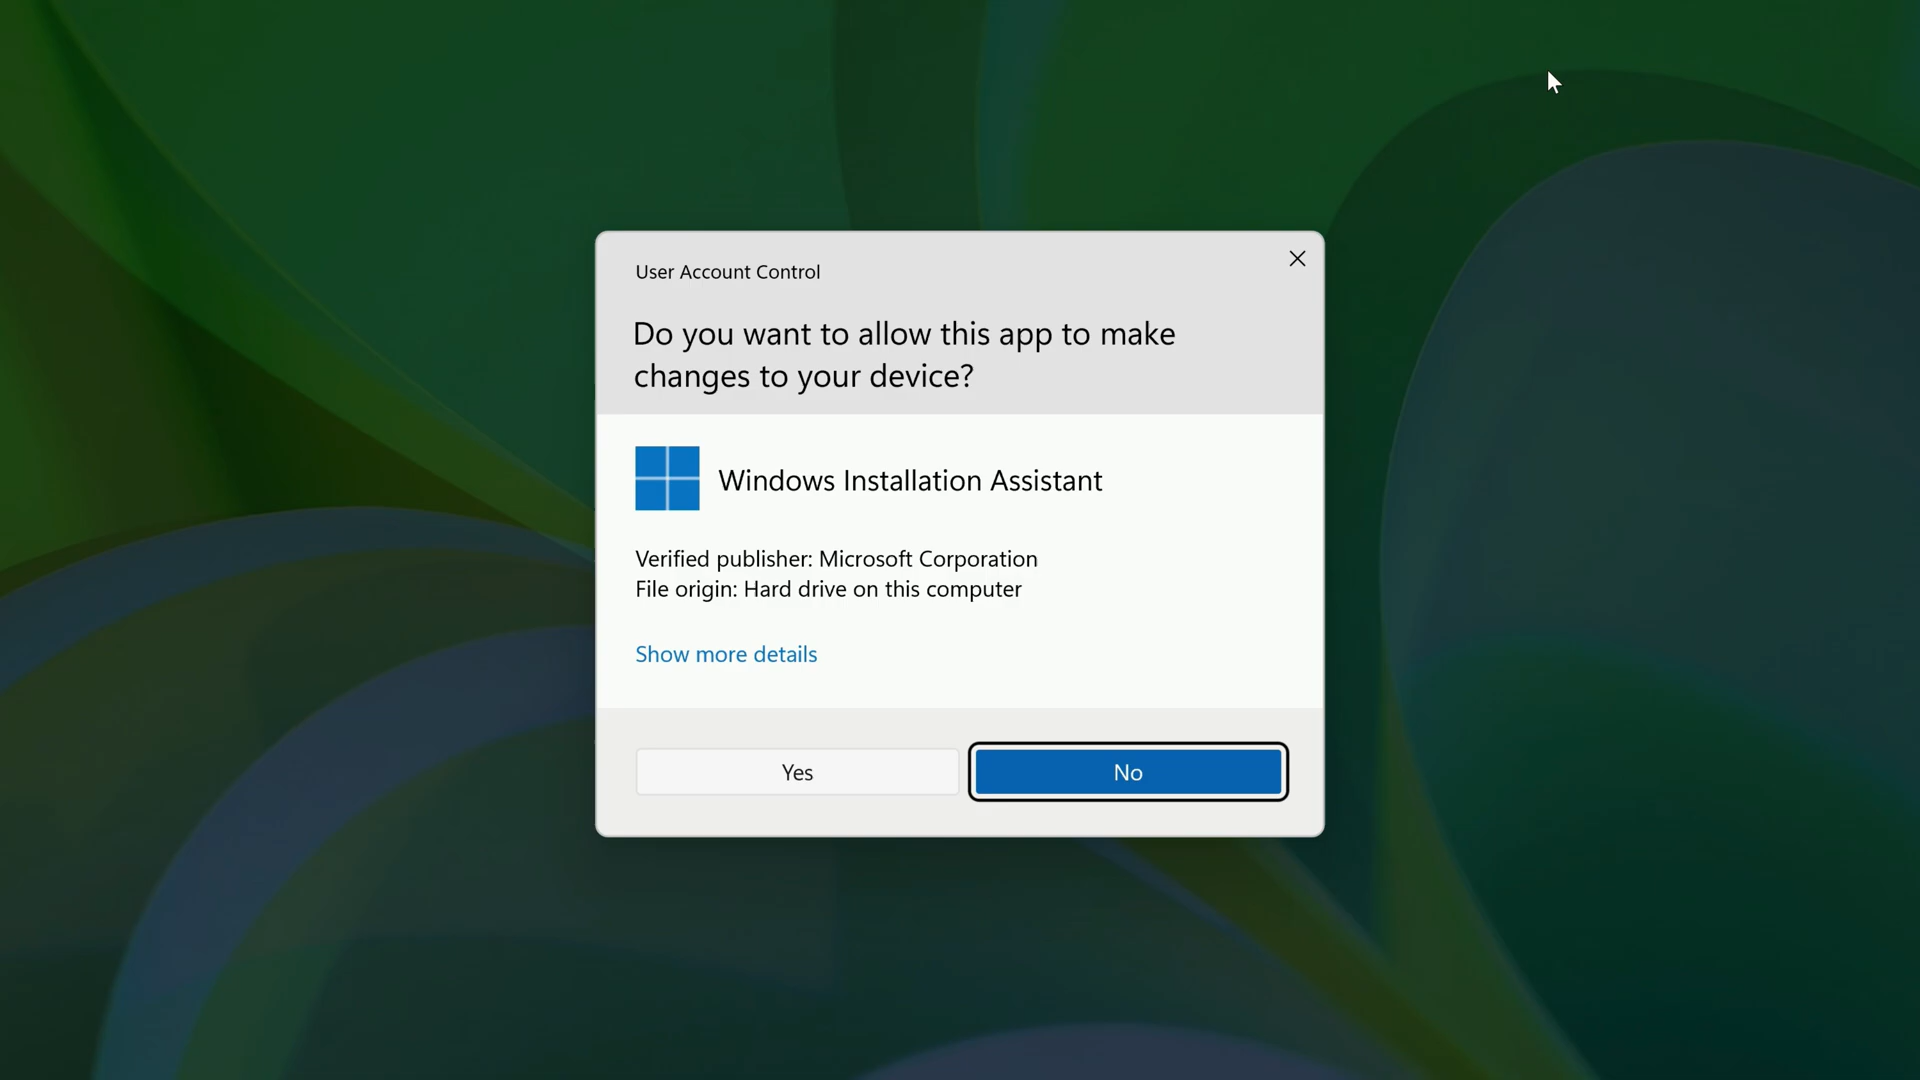 User Account Control
Do you want to allow this app to make
changes to your device?
Windows Installation Assistant
Verified publisher: Microsoft Corporation
File origin: Hard drive on this computer
Show more details
Yes
No